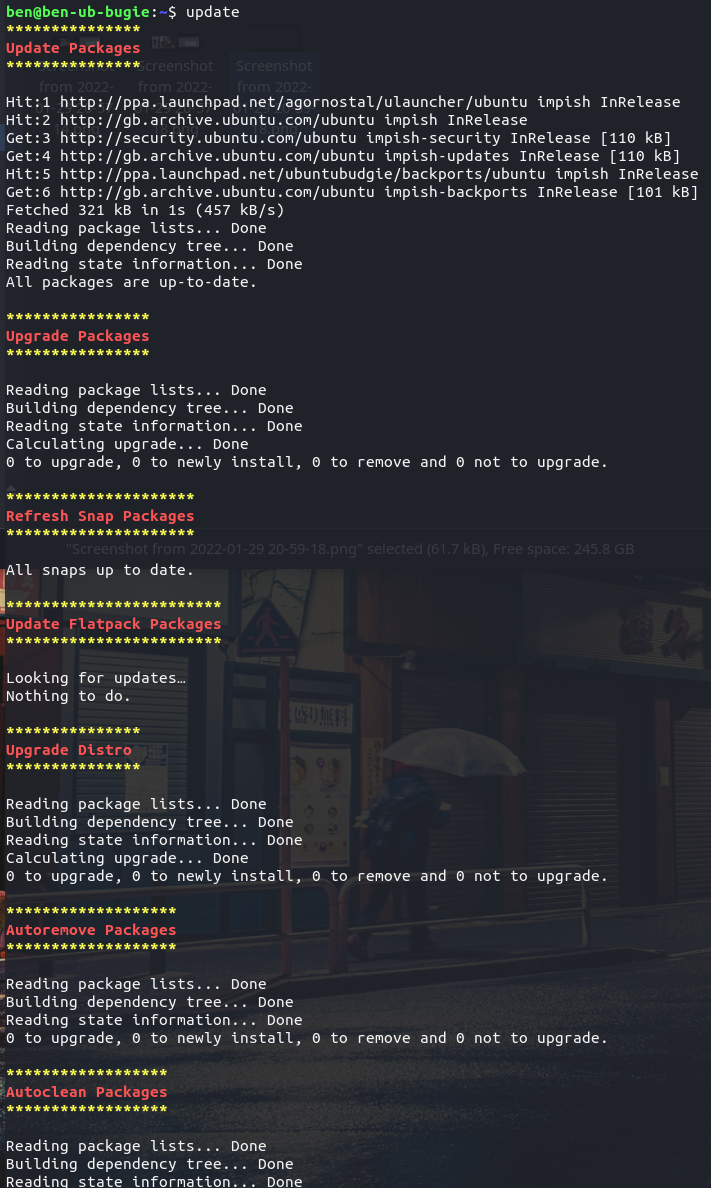 ben@ben-ub-bugie:~$ update
***************
Update Packages
***************
Screenshot from 2022-
Screenshot from 2022-
Screenshot from 2022-
Hit:1 http://ppa.launchpad.net/agornostal/ulauncher/ubuntu impish InRelease
Hit:2 http://gb.archive.ubuntu.com/ubuntu impish InRelease
Get:3 http://security.ubuntu.com/ubuntu impish-security InRelease [110 kB]
Get:4 http://gb.archive.ubuntu.com/ubuntu impish-updates InRelease [110 kB]
Hit:5 http://ppa.launchpad.net/ubuntubudgie/backports/ubuntu impish InRelease
Get:6 http://gb.archive.ubuntu.com/ubuntu impish-backports InRelease [101 kB]
Fetched 321 kB in 1s (457 kB/s)
Reading package lists... Done
Building dependency tree... Done
Reading state information... Done
All packages are up-to-date.
****************
Upgrade Packages
****************
Reading package lists... Done
Building dependency tree... Done
Reading state information... Done
Calculating upgrade... Done
0 to upgrade, 0 to newly install, 0 to remove and 0 not to upgrade.
*********************
Refresh Snap Packages
*********************
"Screenshot from 2022-01-29 20-59-18.png" selected (61.7 kB), Free space: 245.8 GB
All snaps up to date.
************************
Update Flatpack Packages
************************
Looking for updates…
Nothing to do.
大盛り無料
***************
Upgrade Distro
***************
Reading package lists... Done
Building dependency tree... Done
Reading state information... Done
Calculating upgrade... Done
0 to upgrade, 0 to newly install, 0 to remove and 0 not to upgrade.
*******************
Autoremove Packages
*******************
Reading package lists... Done
Building dependency tree... Done
Reading state information... Done
0 to upgrade, 0 to newly install, 0 to remove and 0 not to upgrade.
******************
Autoclean Packages
******************
Reading package lists... Done
Building dependency tree... Done
Reading state information... Done